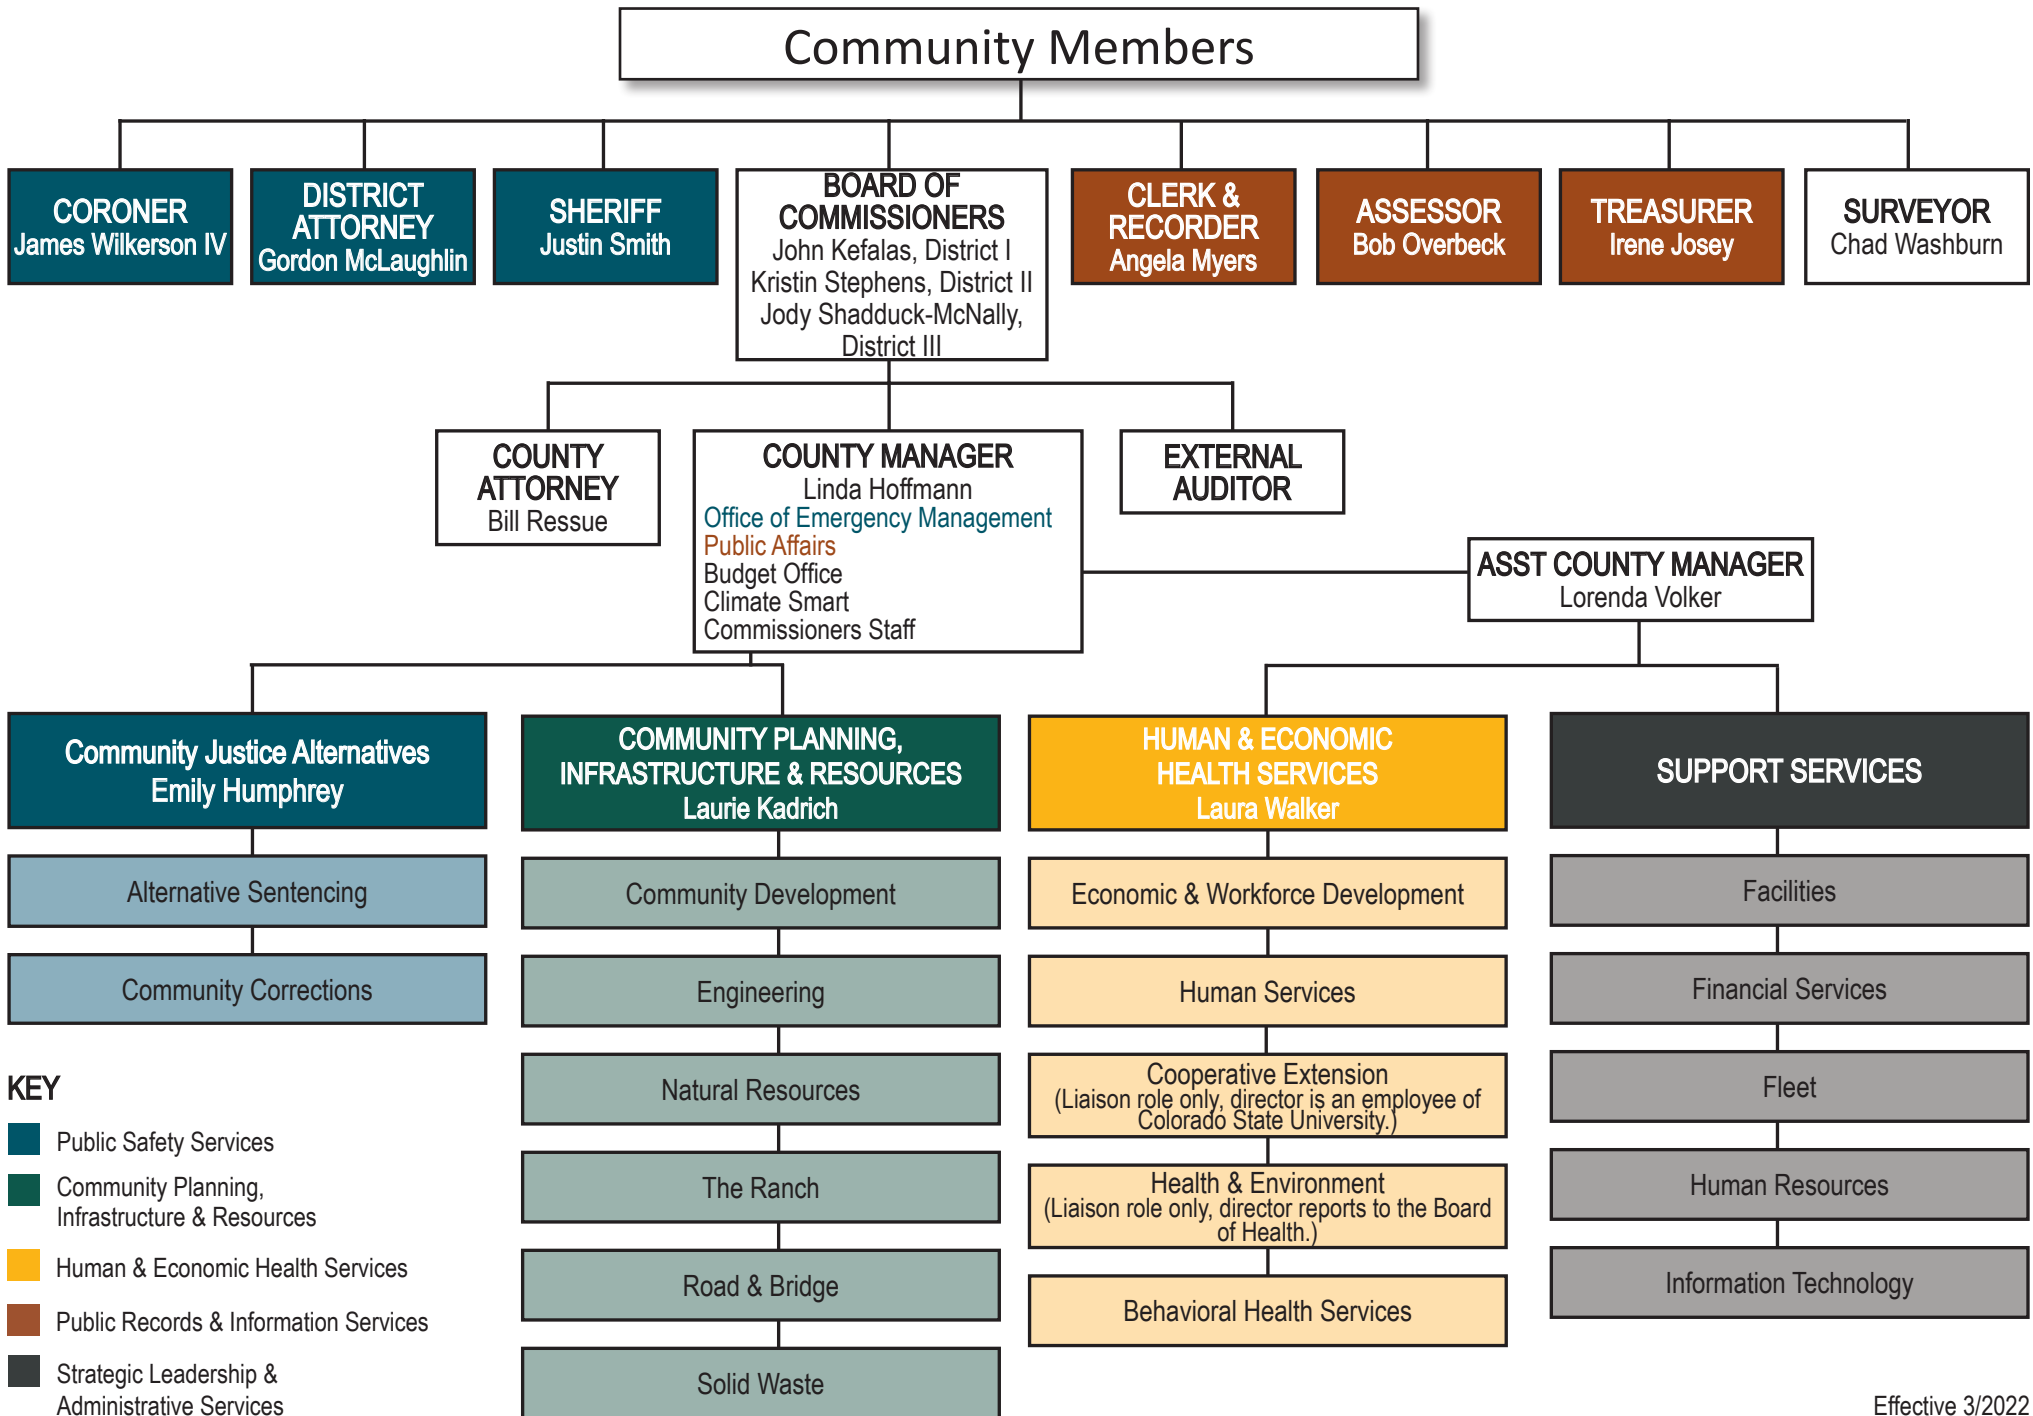 Community Members
CORONER
James Wilkerson IV
DISTRICT
ATTORNEY
Gordon McLaughlin
SHERIFF
Justin Smith
BOARD OF
COMMISSIONERS
John Kefalas, District I
Kristin Stephens, District II
Jody Shadduck-McNally,
District III
CLERK &
RECORDER
Angela Myers
ASSESSOR
Bob Overbeck
TREASURER
Irene Josey
SURVEYOR
Chad Washburn
COUNTY
ATTORNEY
Bill Ressue
COUNTY MANAGER
Linda Hoffmann
Office of Emergency Management
Public Affairs
Budget Office
Climate Smart
Commissioners Staff
EXTERNAL
AUDITOR
ASST COUNTY MANAGER
Lorenda Volker
Community Justice Alternatives
Emily Humphrey
Alternative Sentencing
Community Corrections
COMMUNITY PLANNING,
INFRASTRUCTURE & RESOURCES
Laurie Kadrich
Community Development
Engineering
Natural Resources
The Ranch
Road & Bridge
Solid Waste
HUMAN & ECONOMIC
HEALTH SERVICES
Laura Walker
Economic & Workforce Development
Human Services
Cooperative Extension
(Liaison role only, director is an employee of
Colorado State University.)
Health & Environment
(Liaison role only, director reports to the Board
of Health.)
Behavioral Health Services
SUPPORT SERVICES
Facilities
Financial Services
Fleet
Human Resources
Information Technology
KEY
Public Safety Services
Community Planning,
Infrastructure & Resources
Human & Economic Health Services
Public Records & Information Services
Strategic Leadership &
Administrative Services
Effective 3/2022